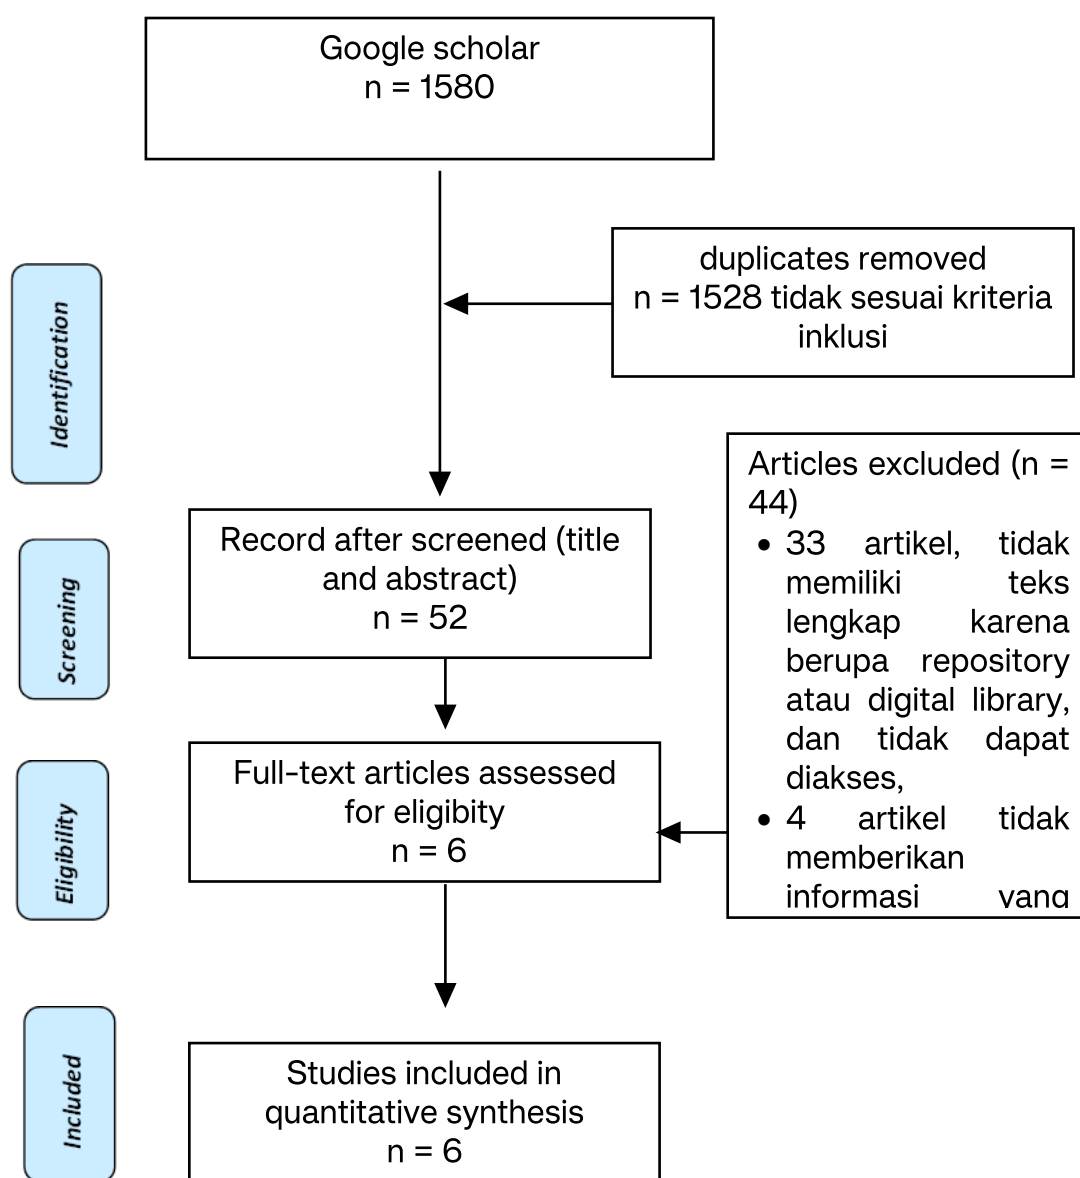 Google scholar
n = 1580
duplicates removed
n = 1528 tidak sesuai kriteria
inklusi
Identification
Articles excluded (n =
44)
• 33 artikel, tidak
memiliki teks
lengkap karena
berupa repository
atau digital library,
dan tidak dapat
diakses,
• 4 artikel tidak
memberikan
informasi yang
Record after screened (title
and abstract)
n = 52
Screening
Full-text articles assessed
for eligibity
n = 6
Eligibility
Studies included in
quantitative synthesis
n = 6
Included